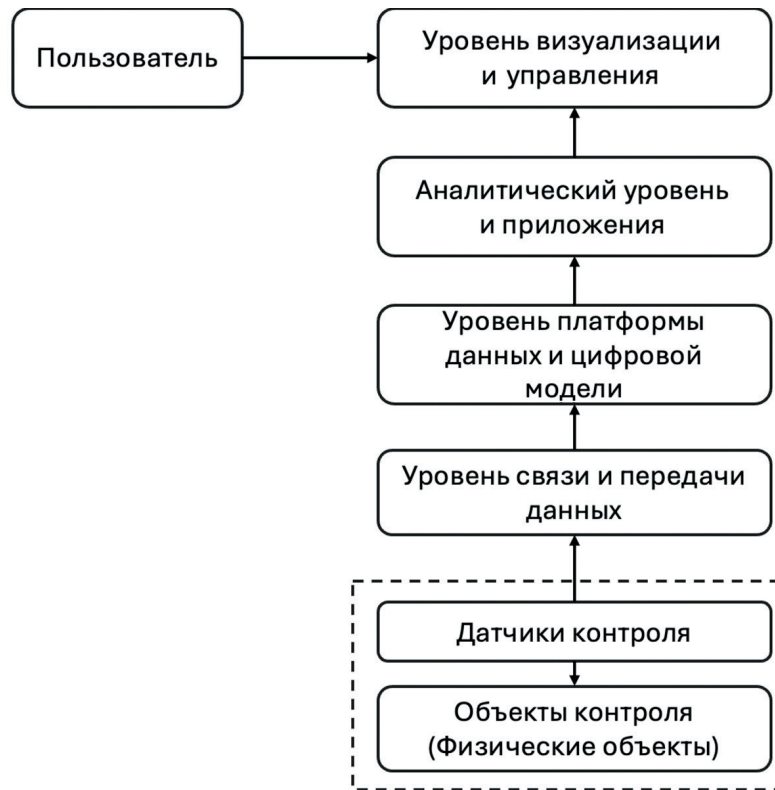 Пользователь
Уровень визуализации
и управления
Аналитический уровень
и приложения
Уровень платформы
данных и цифровой
модели
Уровень связи и передачи
данных
Датчики контроля
Объекты контроля
(Физические объекты)